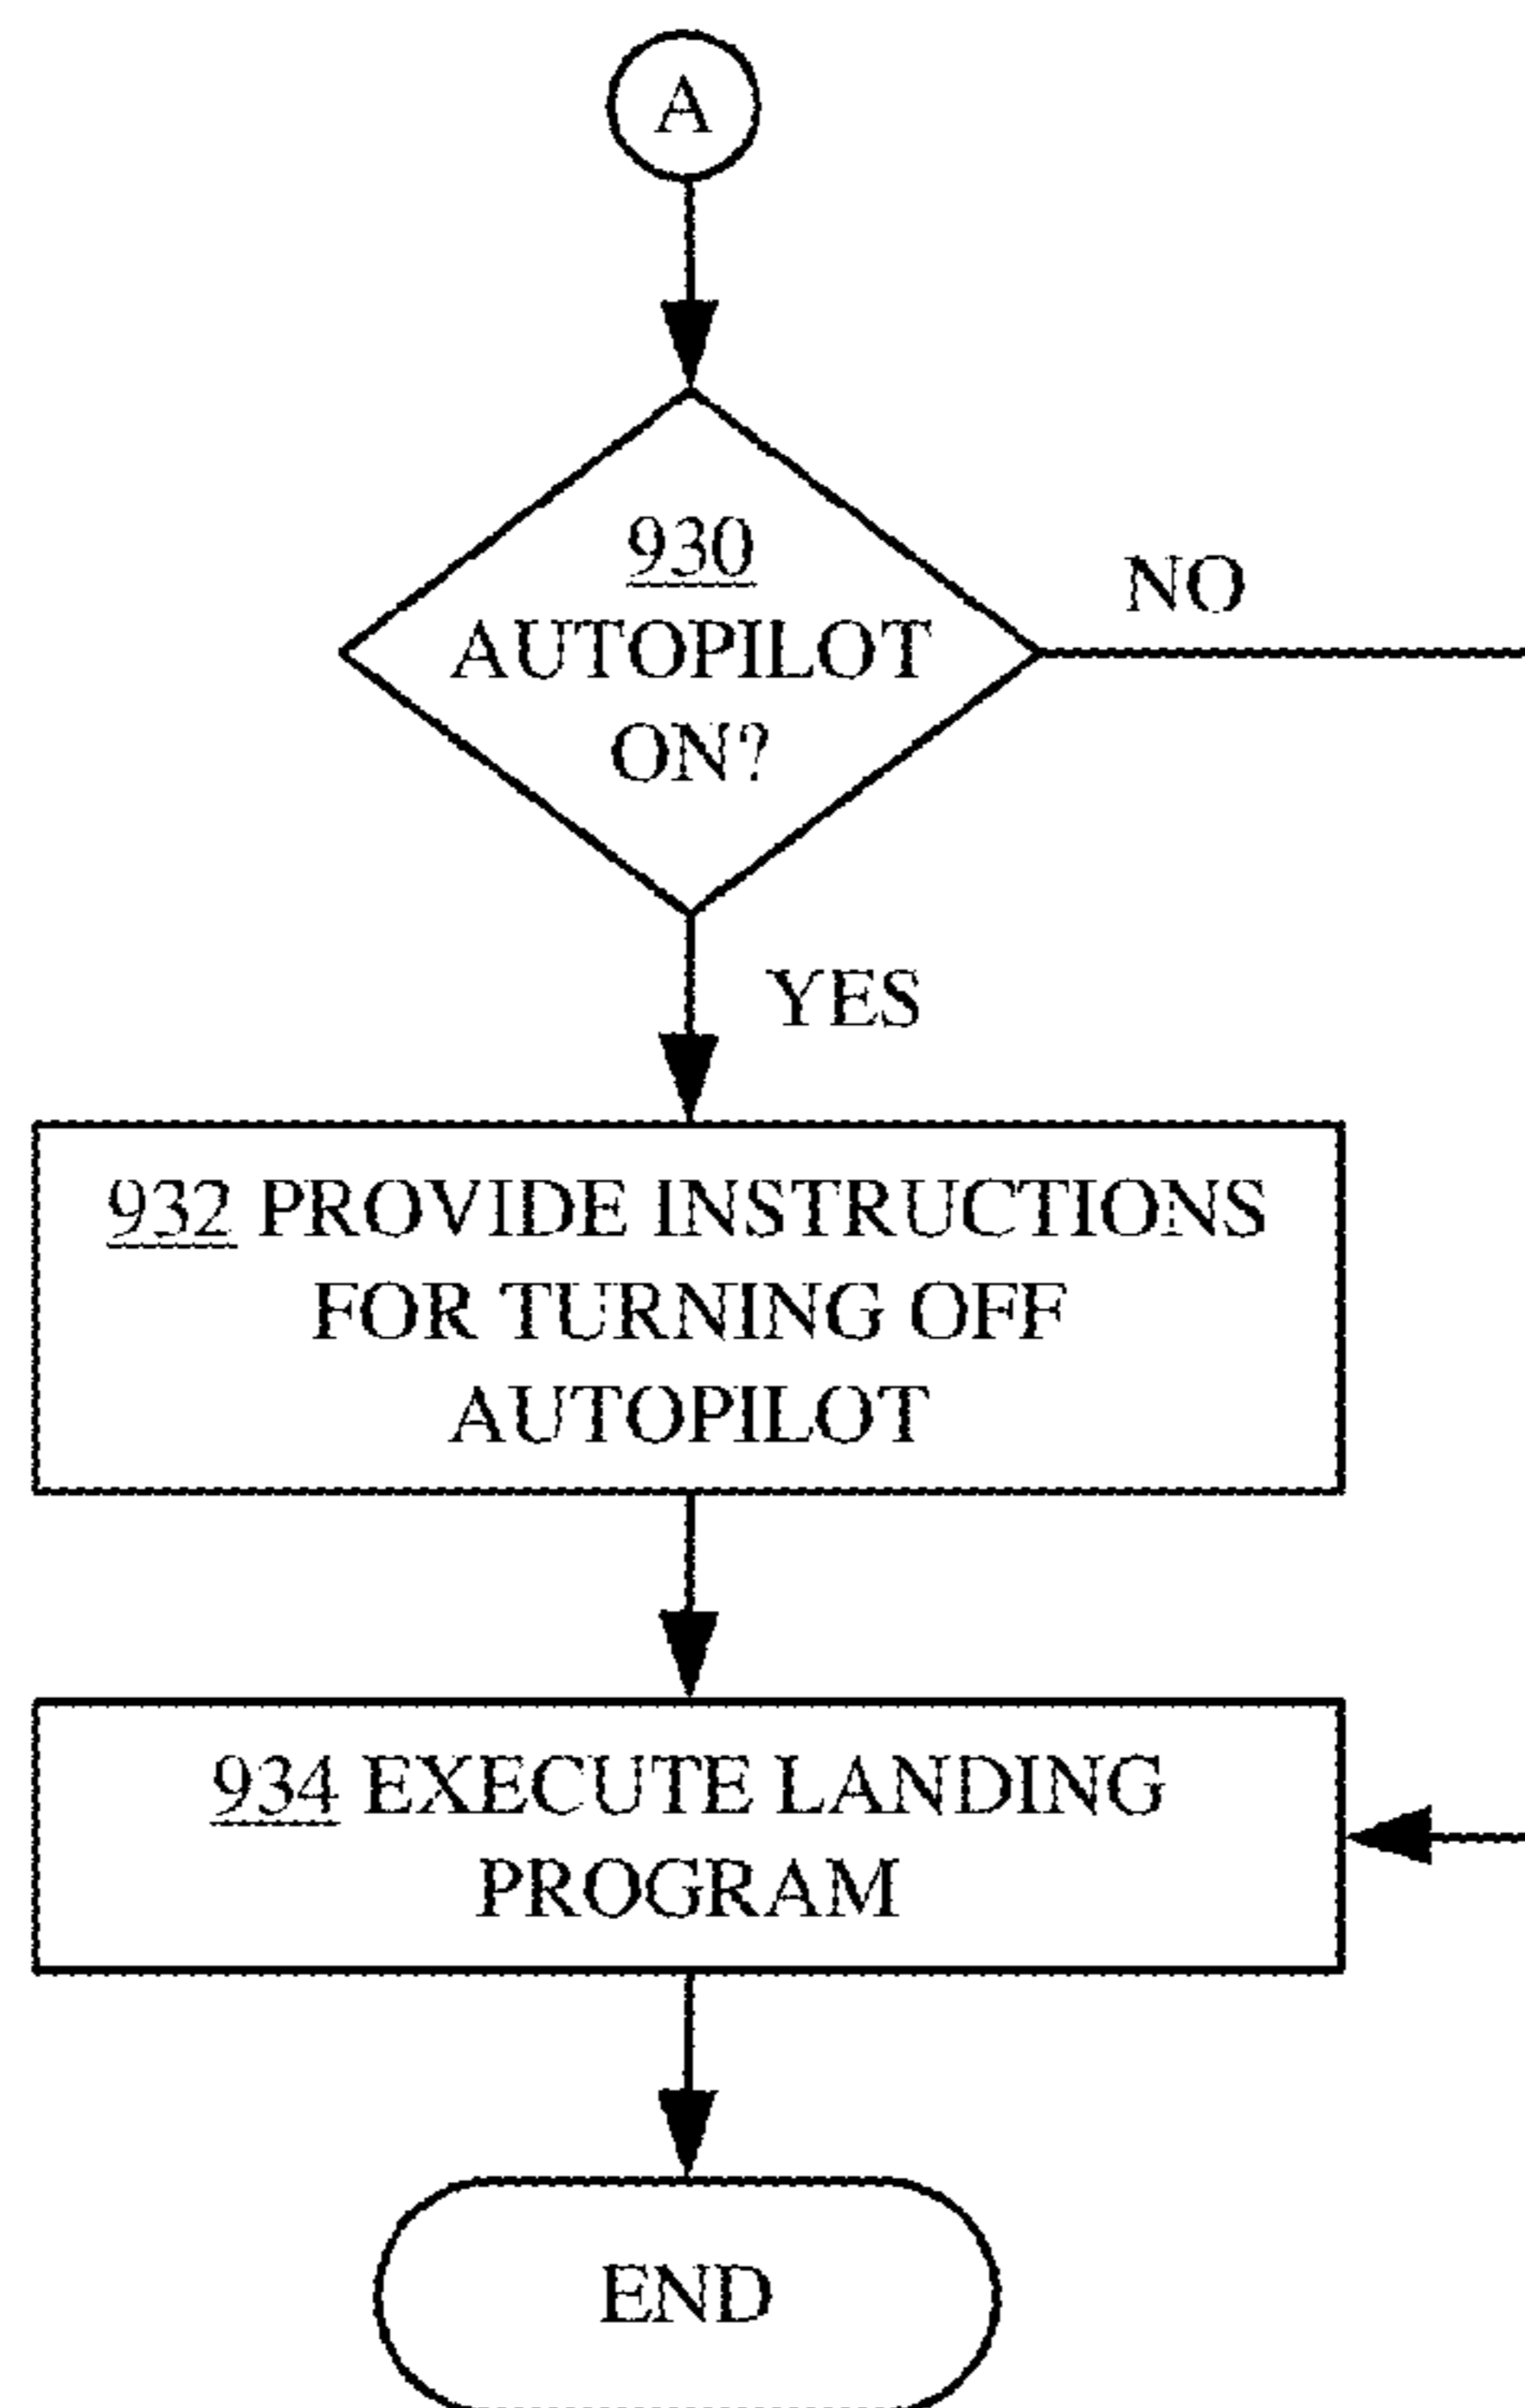 A
930
AUTOPILOT
ON?
NO
YES
932 PROVIDE INSTRUCTIONS
FOR TURNING OFF
AUTOPILOT
934 EXECUTE LANDING
PROGRAM
END